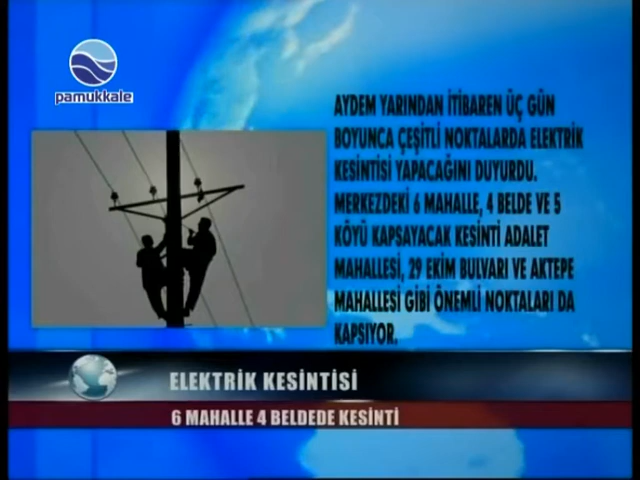 pamukkale
AYDEM YARINDAN İTİBAREN ÜÇ GÜN
BOYUNCA ÇEŞİTLİ NOKTALARDA ELEKTRİK
KESİNTİSİ YAPACAĞINI DUYURDU.
MERKEZDEKİ 6 MAHALLE, 4 BELDE VE 5
KÖYÜ KAPSAYACAK KESİNTİ ADALET
MAHALLESİ, 29 EKİM BULVARI VE AKTEPE
MAHALLESİ GİBİ ÖNEMLİ NOKTALARI DA
KAPSIYOR.
ELEKTRİK KESİNTİSİ
6 MAHALLE 4 BELDEDE KESİNTİ